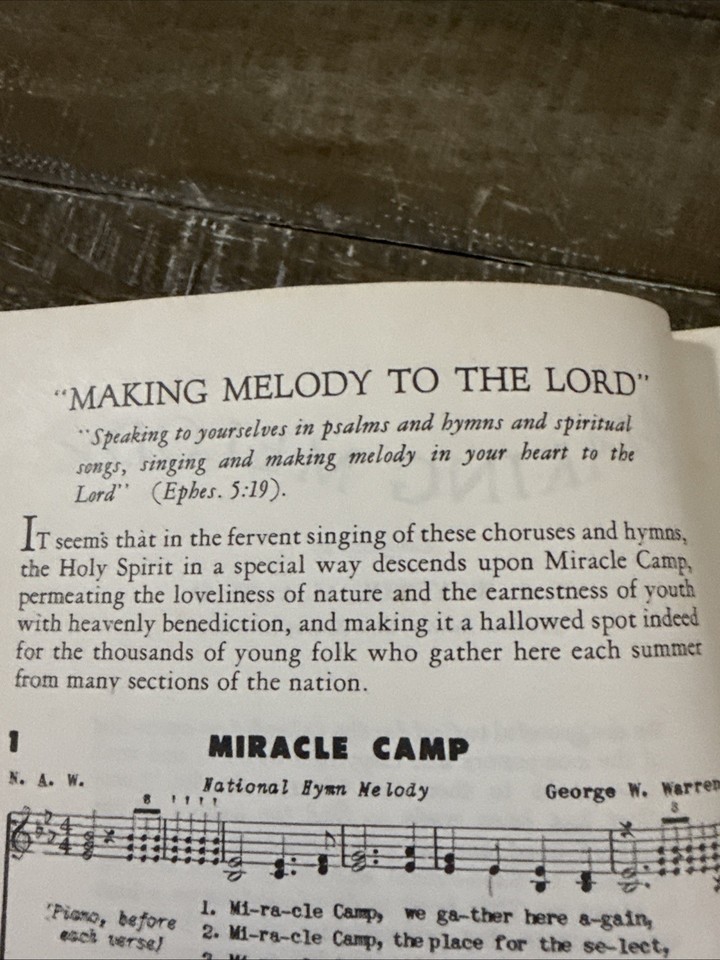 "MAKING MELODY TO THE LORD"
"Speaking to yourselves in psalms and hymns and spiritual
songs, singing and making melody in your heart to the
Lord" (Ephes. 5:19).
IT seems that in the fervent singing of these choruses and hymns,
the Holy Spirit in a special way descends upon Miracle Camp,
permeating the loveliness of nature and the earnestness of youth
with heavenly benediction, and making it a hallowed spot indeed
for the thousands of young folk who gather here each summer
from many sections of the nation.
1 MIRACLE CAMP
N. A. W. National Hymn Melody George W. Warren
8 8
4
4
(Piano, before
each verse)
1. Mi-ra-cle Camp, we ga-ther here a-gain,
2. Mi-ra-cle Camp, the place for the se-lect,